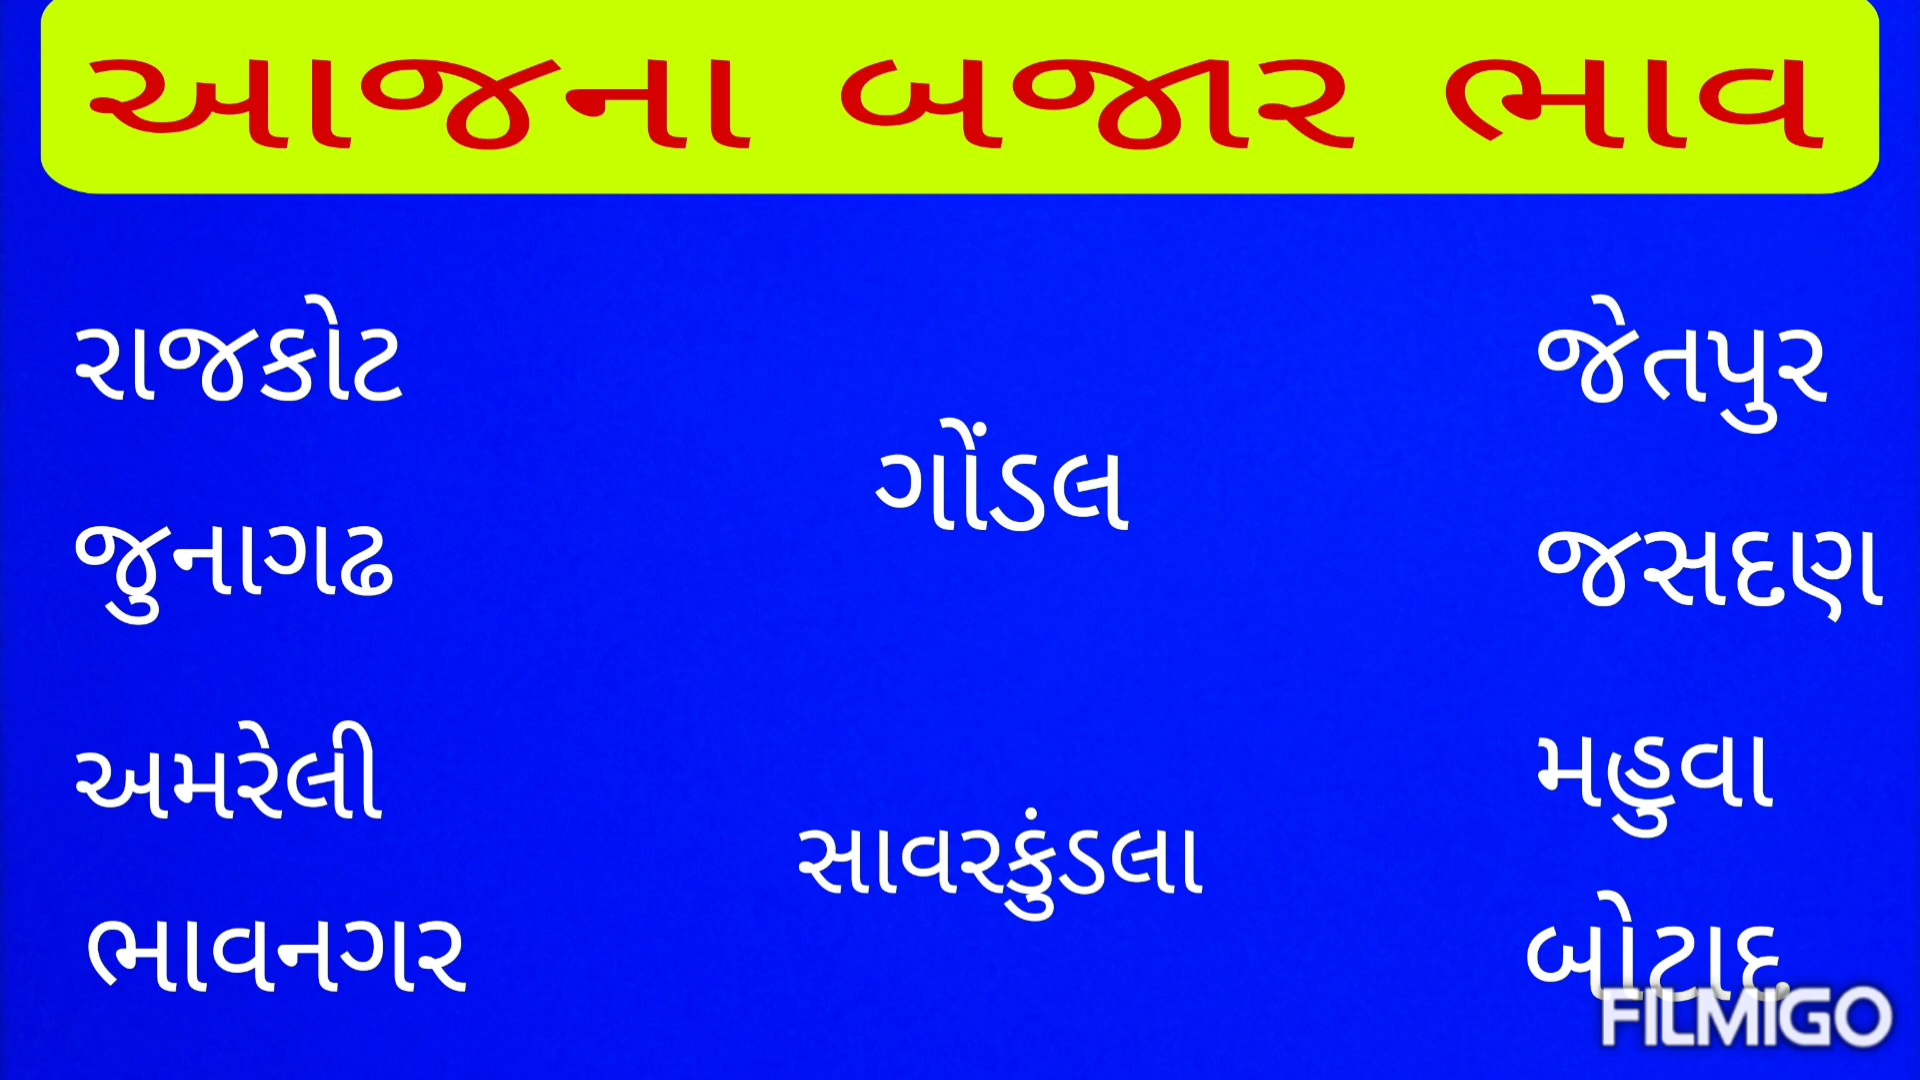 આજના બજાર ભાવ
રાજકોટ
ગોંડલ
જેતપુર
જુનાગઢ
જસદણ
અમરેલી
સાવરકુંડલા
મહુવા
ભાવનગર
બોટાદ
FILMIGO